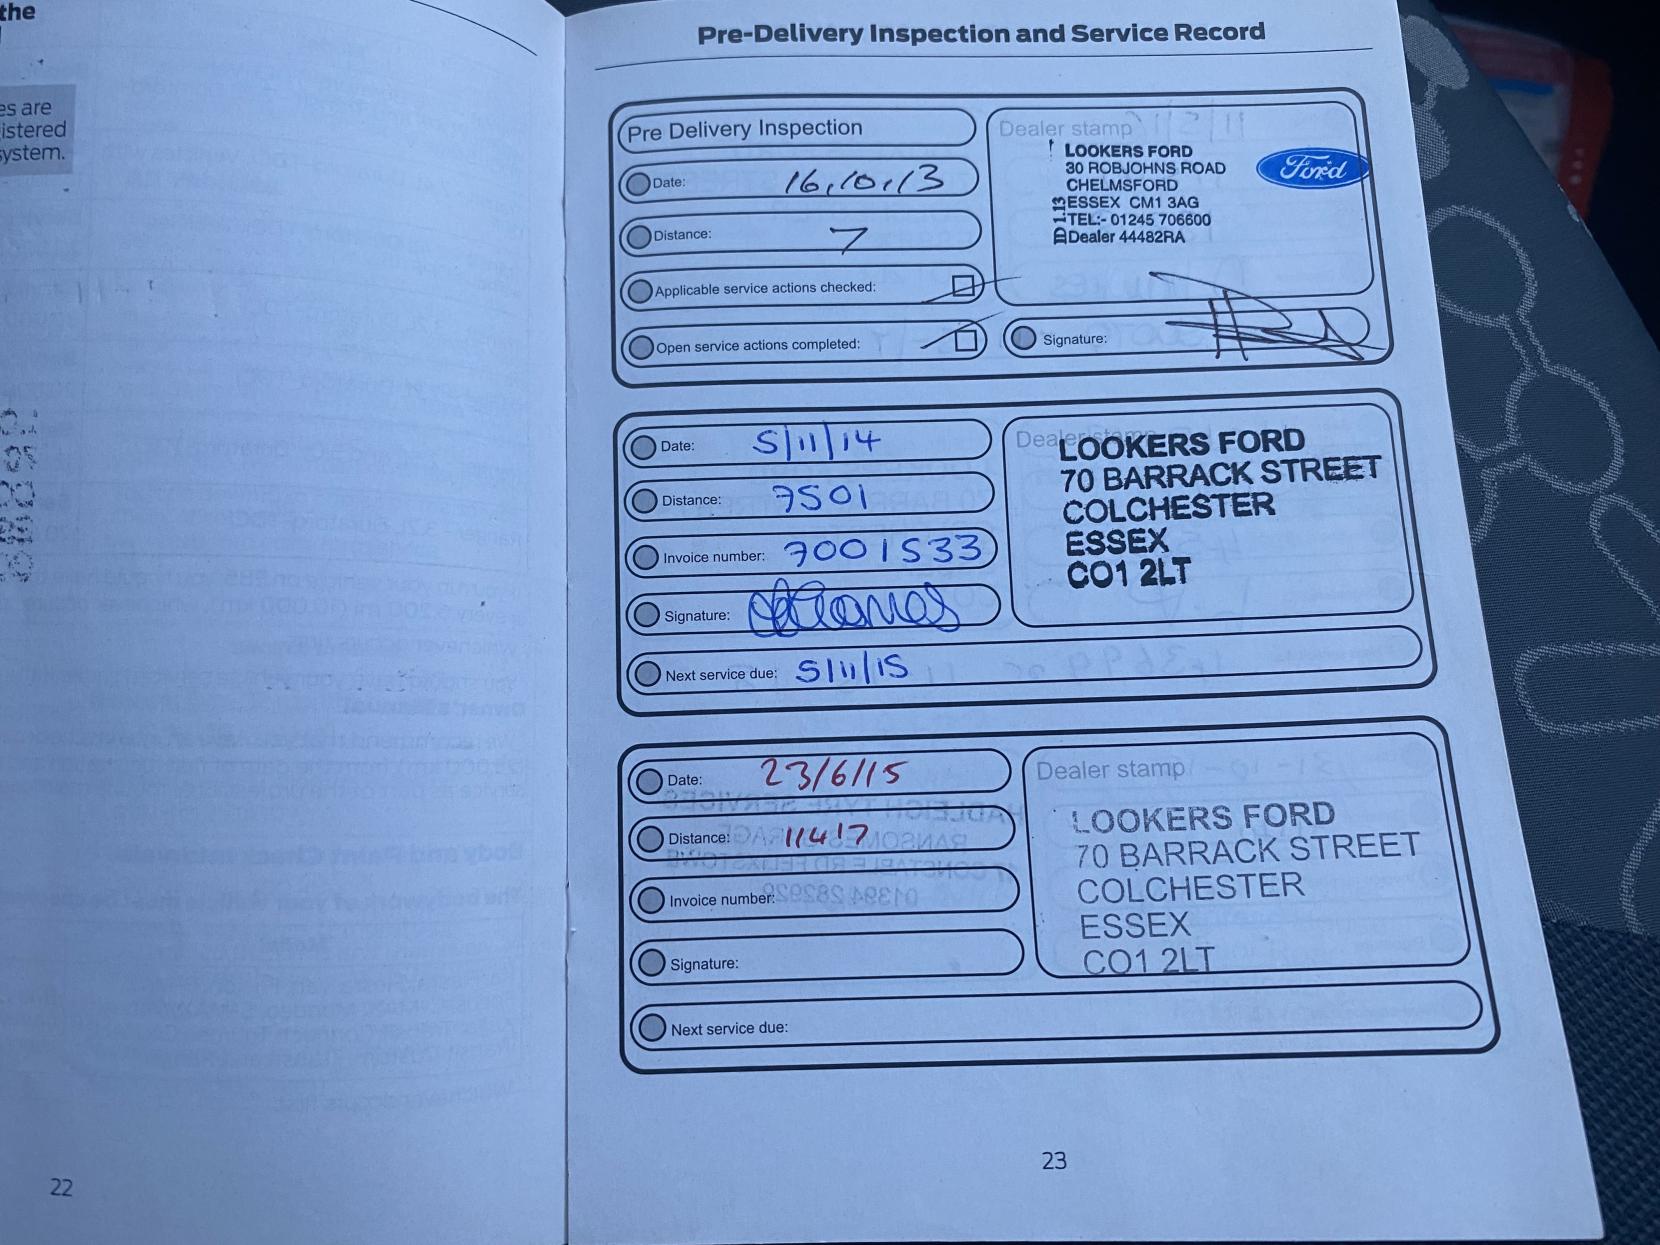 the
es are
istered
system.
22
Pre-Delivery Inspection and Service Record
Pre Delivery Inspection
Date: 16.10.13
Distance: 7
Applicable service actions checked:
Open service actions completed:
Dealer stamp
LOOKERS FORD
30 ROBJOHNS ROAD
CHELMSFORD
ESSEX CM1 3AG
TEL:- 01245 706600
Dealer 44482RA
Ford
Signature:
Date: 5/11/14
Distance: 7501
Invoice number: 7001533
Signature:
Next service due: 5/11/15
Dealer stamp
LOOKERS FORD
70 BARRACK STREET
COLCHESTER
ESSEX
CO1 2LT
Date: 23/6/15
Distance: 11417
Invoice number:
Signature:
Next service due:
Dealer stamp
LOOKERS FORD
70 BARRACK STREET
COLCHESTER
ESSEX
CO1 2LT
23